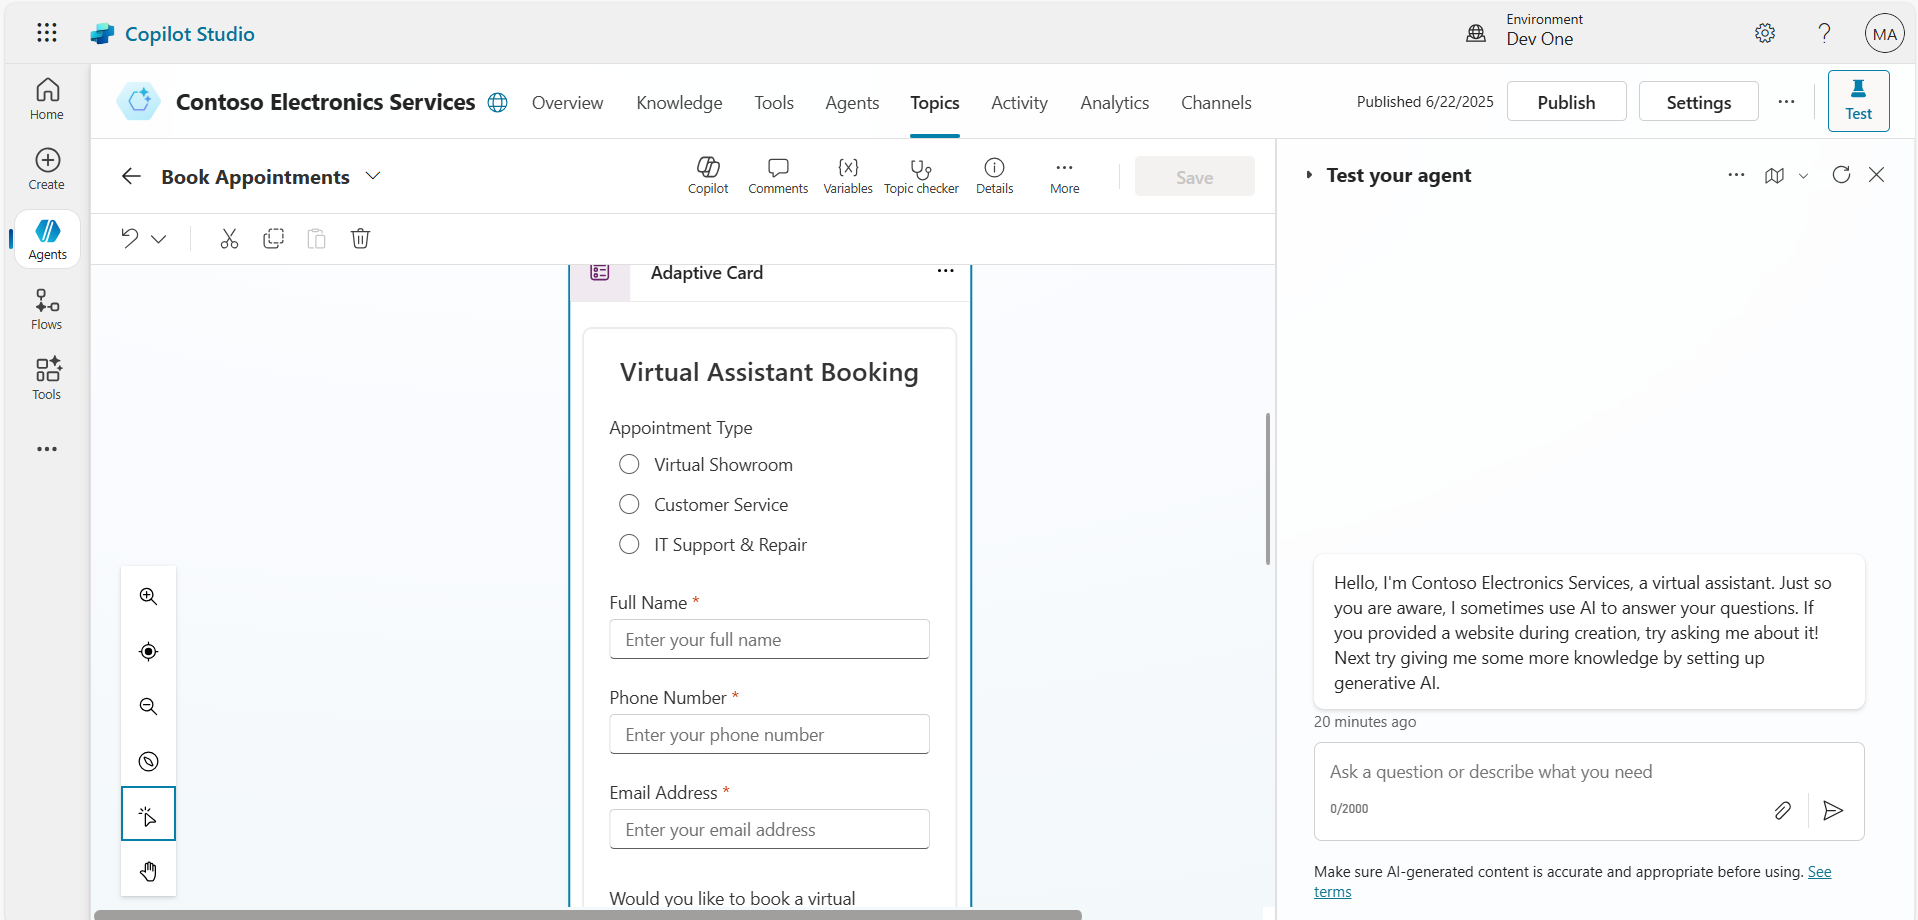 Copilot Studio
Environment
Dev One
MA
Home
Create
Agents
Flows
Tools
Contoso Electronics Services
Overview
Knowledge
Tools
Agents
Topics
Activity
Analytics
Channels
Published 6/22/2025
Publish
Settings
Test
Book Appointments
Copilot
Comments
{x}
Variables
Topic checker
Details
More
Save
Adaptive Card
Virtual Assistant Booking
Appointment Type
Virtual Showroom
Customer Service
IT Support & Repair
Full Name *
Enter your full name
Phone Number *
Enter your phone number
Email Address *
Enter your email address
Would you like to book a virtual
Test your agent
Hello, I'm Contoso Electronics Services, a virtual assistant. Just so
you are aware, I sometimes use AI to answer your questions. If
you provided a website during creation, try asking me about it!
Next try giving me some more knowledge by setting up
generative AI.
20 minutes ago
Ask a question or describe what you need
0/2000
Make sure AI-generated content is accurate and appropriate before using. See
terms